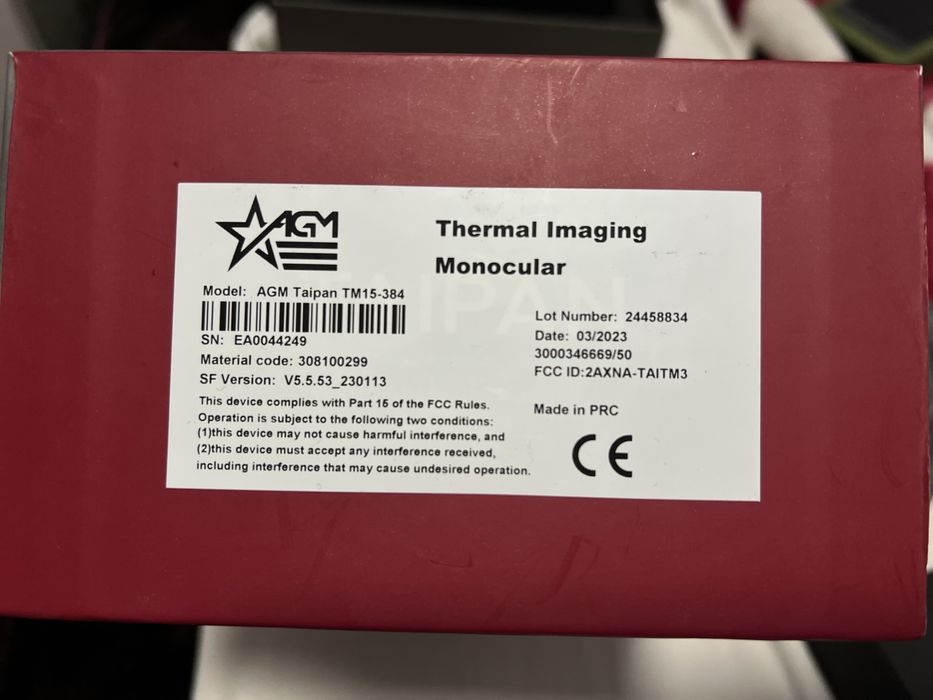 AGM
Thermal Imaging
Monocular
TAIPAN
Model: AGM Taipan TM15-384
SN: EA0044249
Material code: 308100299
SF Version: V5.5.53_230113
This device complies with Part 15 of the FCC Rules.
Operation is subject to the following two conditions:
(1)this device may not cause harmful interference, and
(2)this device must accept any interference received,
including interference that may cause undesired operation.
Lot Number: 24458834
Date: 03/2023
3000346669/50
FCC ID:2AXNA-TAITM3
Made in PRC
CE